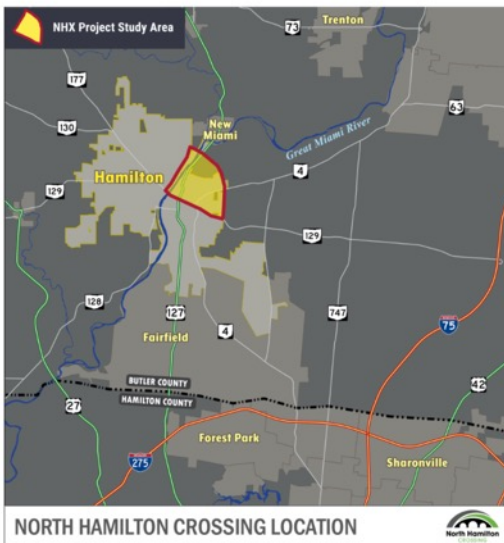 NHX Project Study Area
Trenton
73
177
63
New
Miami
130
Great Miami River
Hamilton
4
129
129
128
127
747
4
75
Fairfield
BUTLER COUNTY
HAMILTON COUNTY
42
27
Forest Park
275
Sharonville
NORTH HAMILTON CROSSING LOCATION
North Hamilton
CROSSING